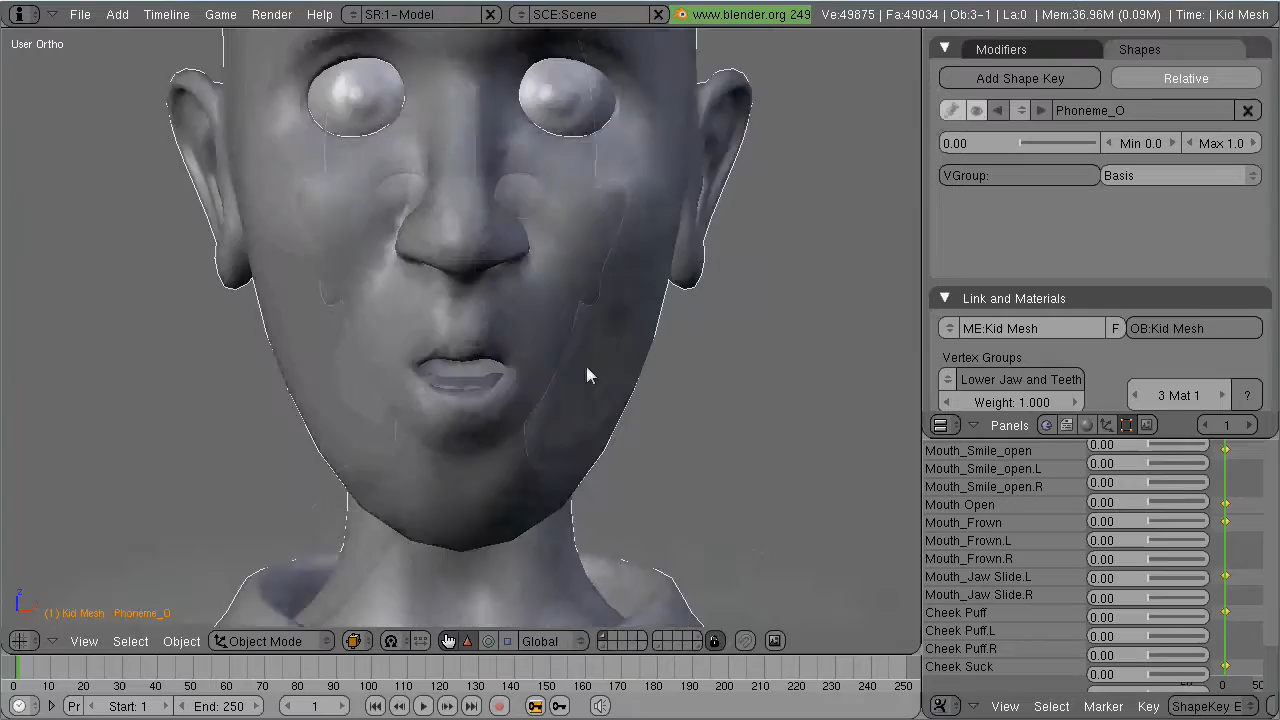 File Add Timeline Game Render Help SR:1-Model SCE:Scene www.blender.org 249 Ve:49875 | Fa:49034 | Ob:3-1 | La:0 | Mem:36.96M (0.09M) | Time: | Kid Mesh
User Ortho
Modifiers Shapes
Add Shape Key Relative
Phoneme_O
0.00 Min 0.0 Max 1.0
VGroup: Basis
Link and Materials
ME:Kid Mesh F OB:Kid Mesh
Vertex Groups
Lower Jaw and Teeth
Weight: 1.000 3 Mat 1 ?
Panels 1
Mouth_Smile_open 0.00
Mouth_Smile_open.L 0.00
Mouth_Smile_open.R 0.00
Mouth Open 0.00
Mouth_Frown 0.00
Mouth_Frown.L 0.00
Mouth_Frown.R 0.00
Mouth_Jaw Slide.L 0.00
Mouth_Jaw Slide.R 0.00
Cheek Puff 0.00
Cheek Puff.L 0.00
Cheek Puff.R 0.00
Cheek Suck 0.00
z
(1) Kid Mesh Phoneme_O
View Select Object Object Mode Global
0 10 20 30 40 50 60 70 80 90 100 110 120 130 140 150 160 170 180 190 200 210 220 230 240 250
0 50
Pr Start: 1 End: 250 1
View Select Marker Key ShapeKey E